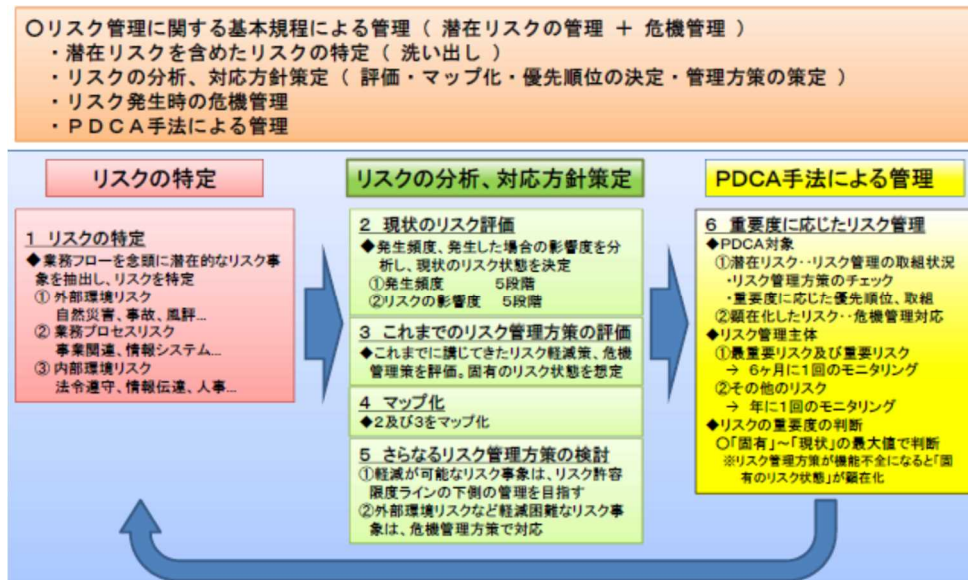 〇リスク管理に関する基本規程による管理（ 潜在リスクの管理 ＋ 危機管理 ）
・潜在リスクを含めたリスクの特定（ 洗い出し ）
・リスクの分析、対応方針策定（ 評価・マップ化・優先順位の決定・管理方策の策定 ）
・リスク発生時の危機管理
・ＰＤＣＡ手法による管理
リスクの特定
1 リスクの特定
◆業務フローを念頭に潜在的なリスク事
象を抽出し、リスクを特定
① 外部環境リスク
自然災害、事故、風評…
② 業務プロセスリスク
事業関連、情報システム…
③ 内部環境リスク
法令遵守、情報伝達、人事…
リスクの分析、対応方針策定
2 現状のリスク評価
◆発生頻度、発生した場合の影響度を分
析し、現状のリスク状態を決定
①発生頻度 5段階
②リスクの影響度 5段階
3 これまでのリスク管理方策の評価
◆これまでに講じてきたリスク軽減策、危機
管理策を評価。固有のリスク状態を想定
4 マップ化
◆2及び3をマップ化
5 さらなるリスク管理方策の検討
①軽減が可能なリスク事象は、リスク許容
限度ラインの下側の管理を目指す
②外部環境リスクなど軽減困難なリスク事
象は、危機管理方策で対応
PDCA手法による管理
6 重要度に応じたリスク管理
◆PDCA対象
①潜在リスク‥リスク管理の取組状況
・リスク管理方策のチェック
・重要度に応じた優先順位、取組
②顕在化したリスク‥危機管理対応
◆リスク管理主体
①最重要リスク及び重要リスク
→ 6ヶ月に1回のモニタリング
②その他のリスク
→ 年に1回のモニタリング
◆リスクの重要度の判断
〇「固有」～「現状」の最大値で判断
※リスク管理方策が機能不全になると「固
有のリスク状態」が顕在化